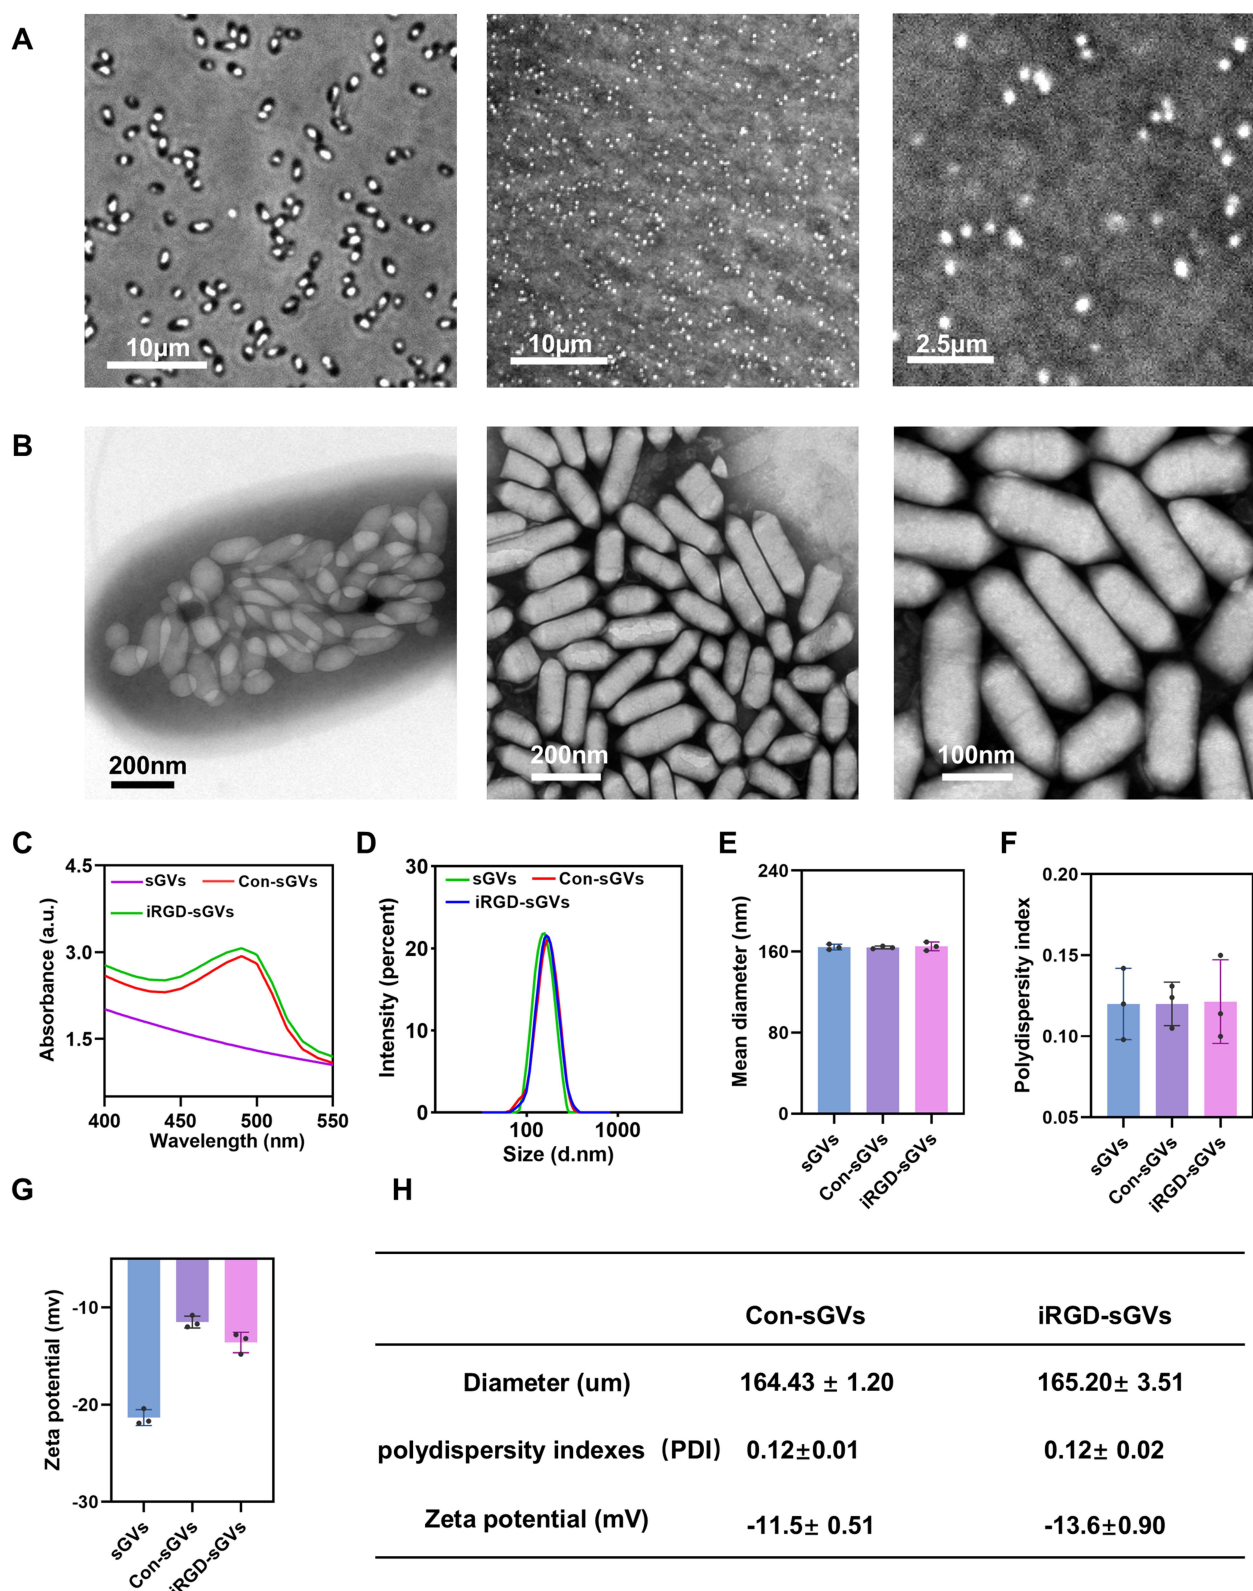 A
10μm
10μm
2.5μm
B
200nm
200nm
100nm
C
4.5
3.0
1.5
Absorbance (a.u.)
sGVs
Con-sGVs
iRGD-sGVs
400
450
500
550
Wavelength (nm)
D
30
20
10
0
Intensity (percent)
sGVs
Con-sGVs
iRGD-sGVs
100
1000
Size (d.nm)
E
240
160
80
0
Mean diameter (nm)
sGVs
Con-sGVs
iRGD-sGVs
F
0.20
0.15
0.10
0.05
Polydispersity index
sGVs
Con-sGVs
iRGD-sGVs
G
-10
-20
-30
Zeta potential (mv)
sGVs
Con-sGVs
iRGD-sGVs
H
Con-sGVs iRGD-sGVs
Diameter (um) 164.43 ± 1.20 165.20± 3.51
polydispersity indexes（PDI） 0.12±0.01 0.12± 0.02
Zeta potential (mV) -11.5± 0.51 -13.6±0.90